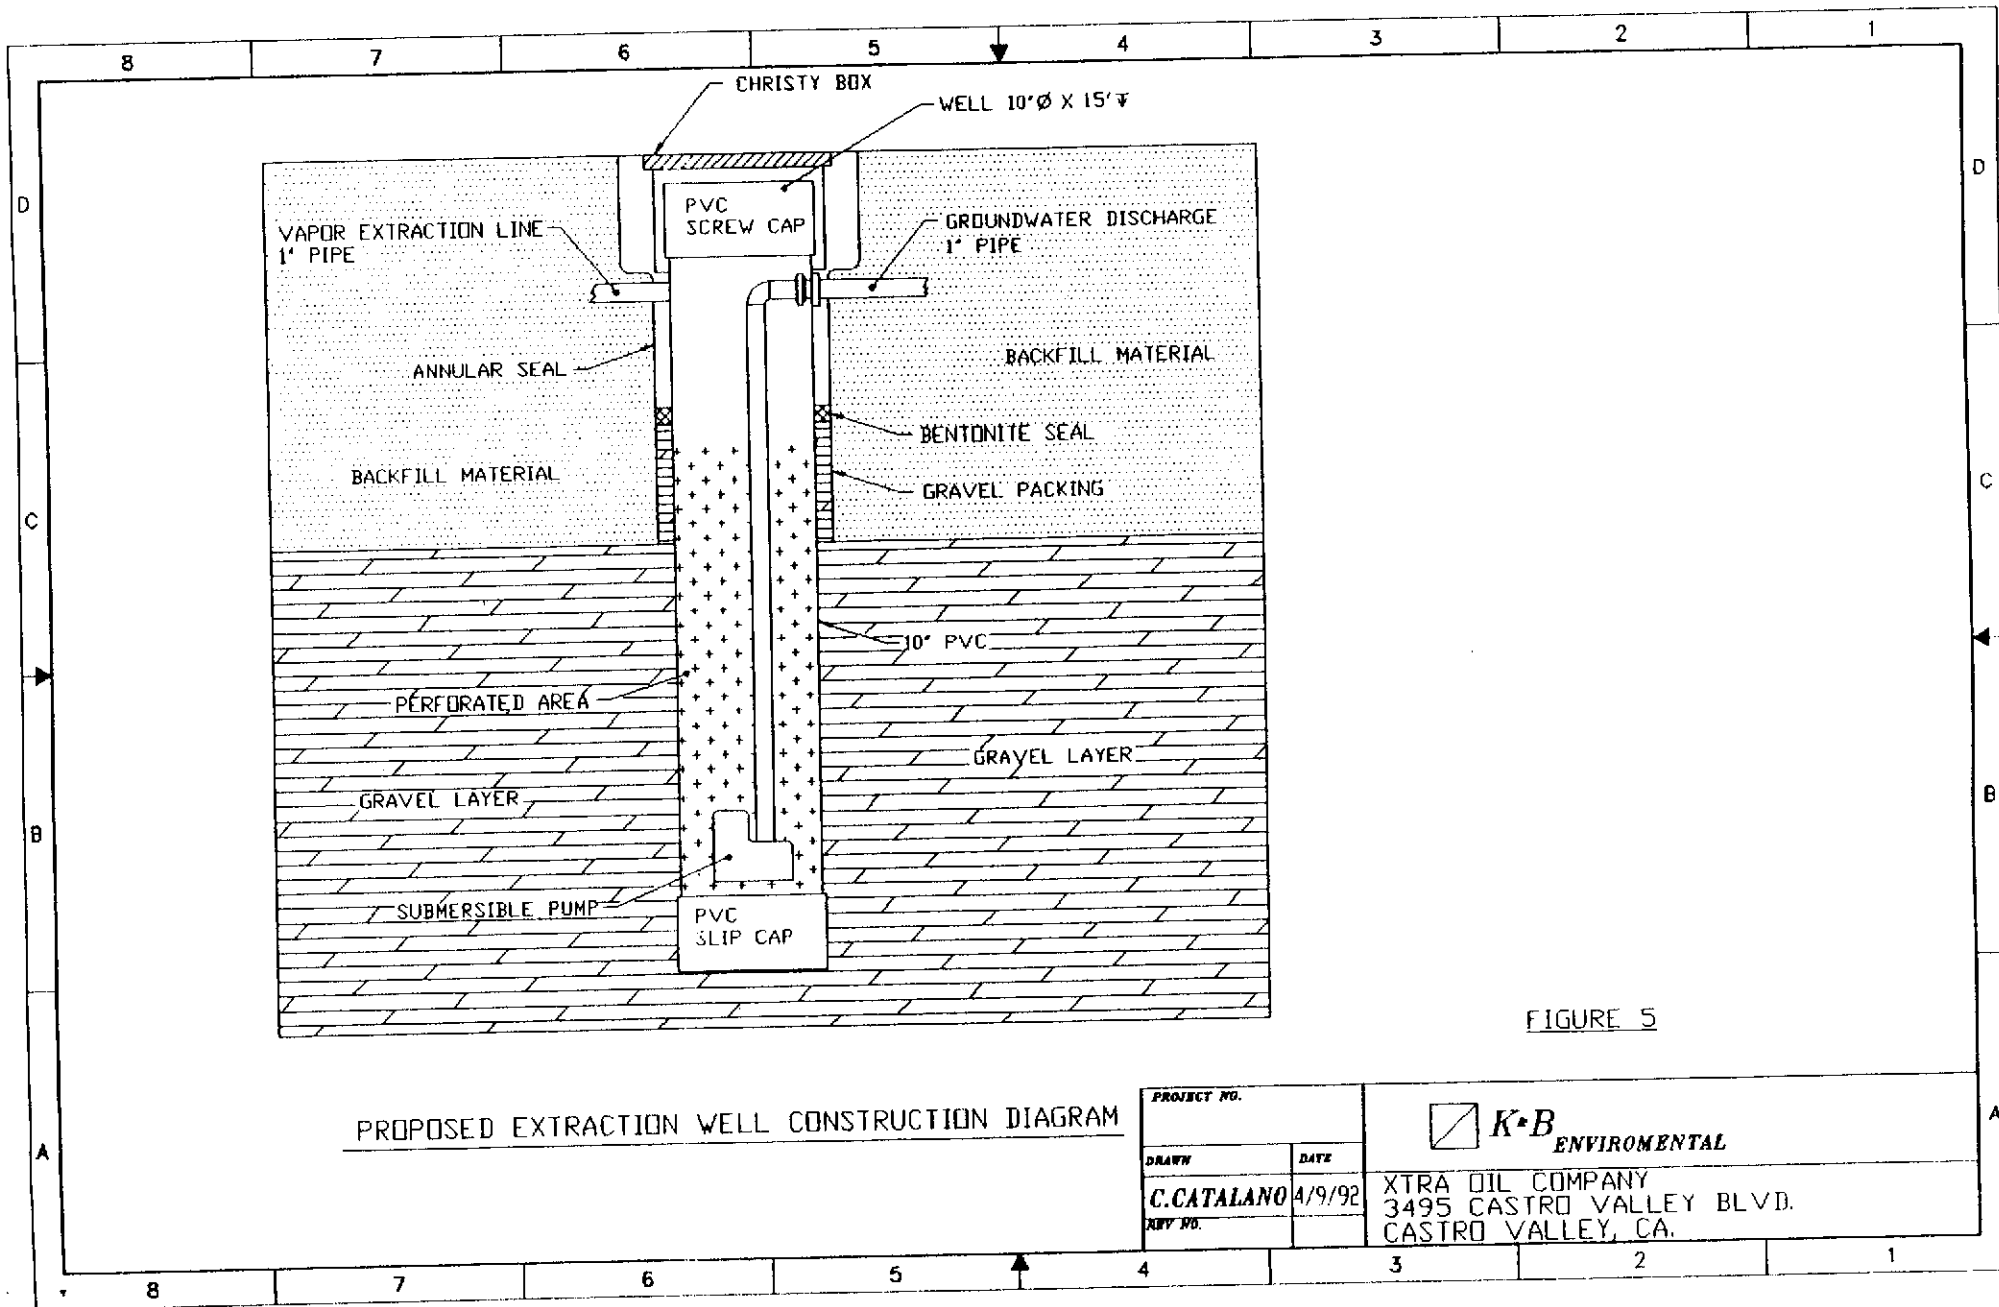 8 7 6 5 4 3 2 1
CHRISTY BOX
WELL 10"Ø X 15' ↧
D
D
PVC
SCREW CAP
VAPOR EXTRACTION LINE
1" PIPE
GROUNDWATER DISCHARGE
1" PIPE
ANNULAR SEAL
BACKFILL MATERIAL
BENTONITE SEAL
BACKFILL MATERIAL
GRAVEL PACKING
C
C
10" PVC
PERFORATED AREA
GRAVEL LAYER
GRAVEL LAYER
B
B
SUBMERSIBLE PUMP
PVC
SLIP CAP
FIGURE 5
PROPOSED EXTRACTION WELL CONSTRUCTION DIAGRAM
PROJECT NO.
K•B ENVIROMENTAL
DRAWN
DATE
C.CATALANO 4/9/92
REV NO.
XTRA OIL COMPANY
3495 CASTRO VALLEY BLVD.
CASTRO VALLEY, CA.
A
A
8 7 6 5 4 3 2 1